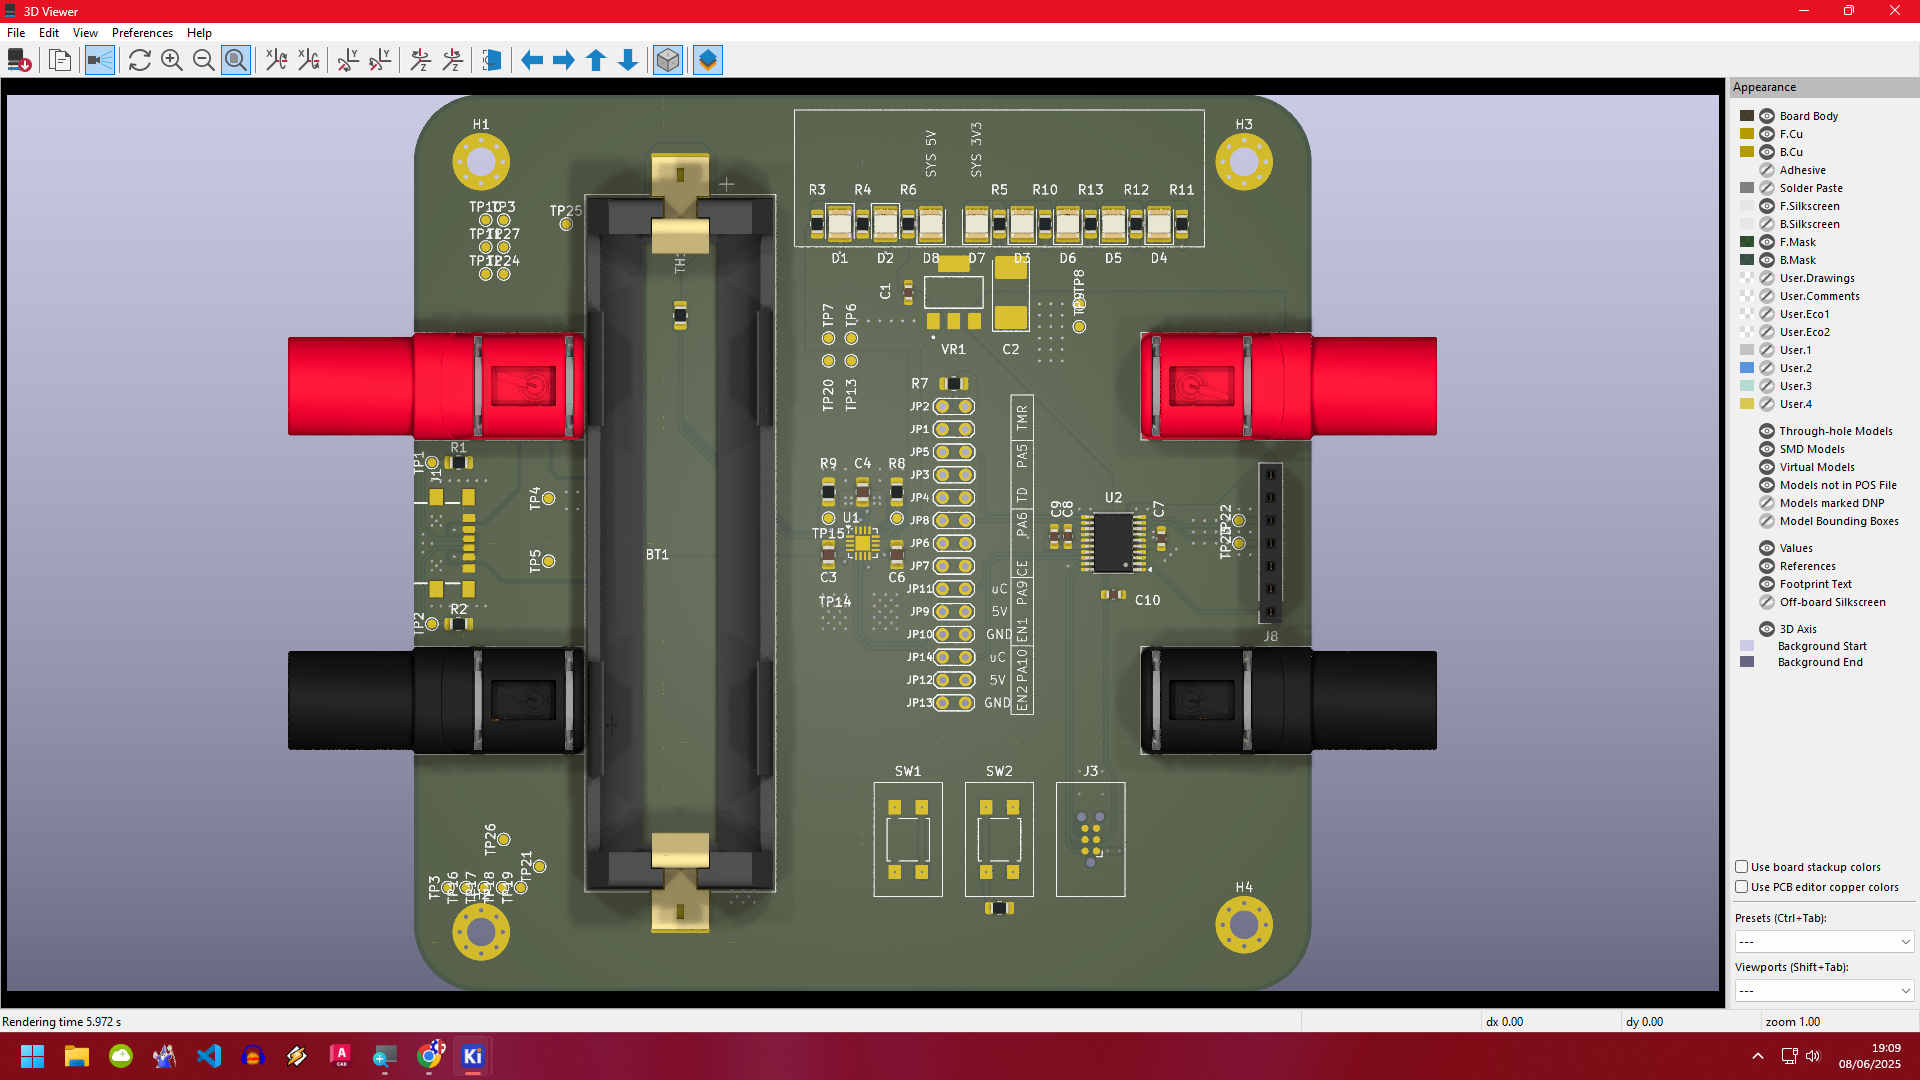 3D Viewer
File Edit View Preferences Help
Appearance
Board Body
F.Cu
B.Cu
Adhesive
Solder Paste
F.Silkscreen
B.Silkscreen
F.Mask
B.Mask
User.Drawings
User.Comments
User.Eco1
User.Eco2
User.1
User.2
User.3
User.4
Through-hole Models
SMD Models
Virtual Models
Models not in POS File
Models marked DNP
Model Bounding Boxes
Values
References
Footprint Text
Off-board Silkscreen
3D Axis
Background Start
Background End
Use board stackup colors
Use PCB editor copper colors
Presets (Ctrl+Tab):
---
Viewports (Shift+Tab):
---
H1
H3
SYS 5V
SYS 3V3
R3 R4 R6 R5 R10 R13 R12 R11
D1 D2 D8 D7 D3 D6 D5 D4
TP25
TP27
TP24
C1
VR1
C2
TP8
TP7 TP6
TP20 TP13
R7
JP2
JP1
JP5
JP3
JP4
JP8
JP6
JP7
JP11 uC
JP9 5V
JP10 GND
JP14 uC
JP12 5V
JP13 GND
TMR
PA5
TD
PA6
CE
PA9
EN1
PA10
EN2
R1
TP1
J1
TP4
TP5
R2
TP2
BT1
R9 C4 R8
U1
TP15
C3 C6
TP14
C9 C8
U2
C7
C10
TP22
J8
SW1 SW2 J3
TP26
TP21
TP3 TP16 TP17 TP18 TP19
H4
Rendering time 5.972 s
dx 0.00
dy 0.00
zoom 1.00
A
CAD
Ki
19:09
08/06/2025